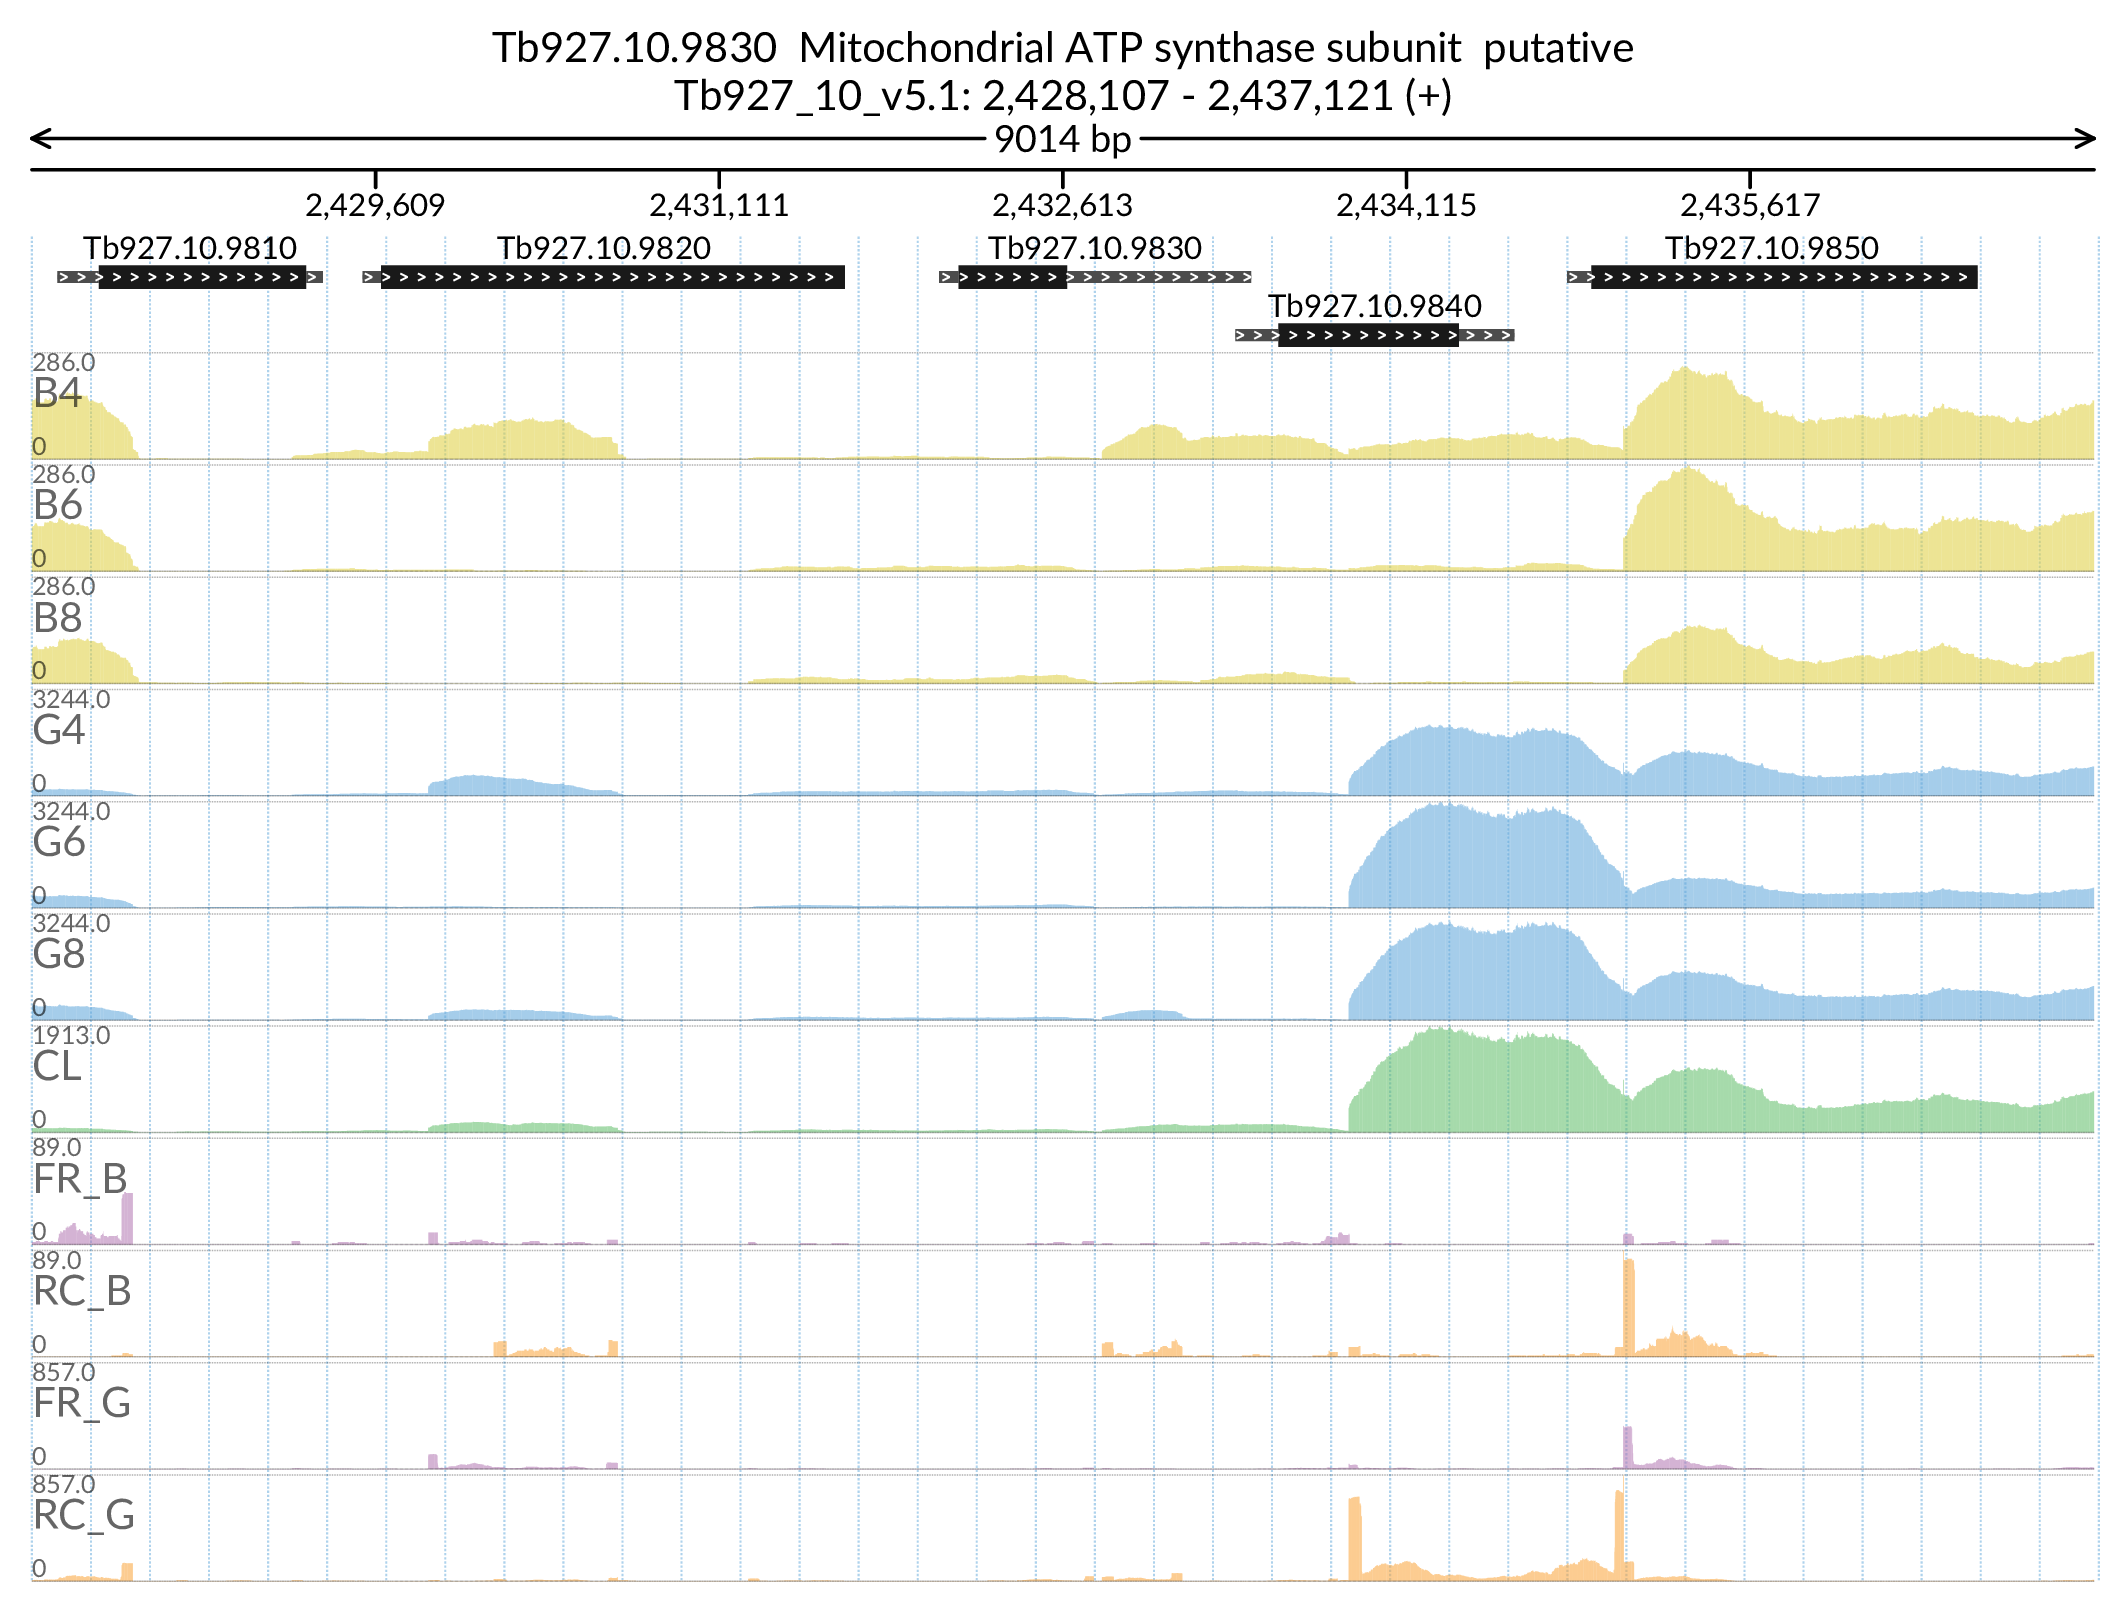 Tb927.10.9830  Mitochondrial ATP synthase subunit  putative
Tb927_10_v5.1: 2,428,107 - 2,437,121 (+)
9014 bp
2,429,609 2,431,111 2,432,613 2,434,115 2,435,617
Tb927.10.9810 Tb927.10.9820 Tb927.10.9830 Tb927.10.9850
Tb927.10.9840
286.0
B4
0
286.0
B6
0
286.0
B8
0
3244.0
G4
0
3244.0
G6
0
3244.0
G8
0
1913.0
CL
0
89.0
FR_B
0
89.0
RC_B
0
857.0
FR_G
0
857.0
RC_G
0